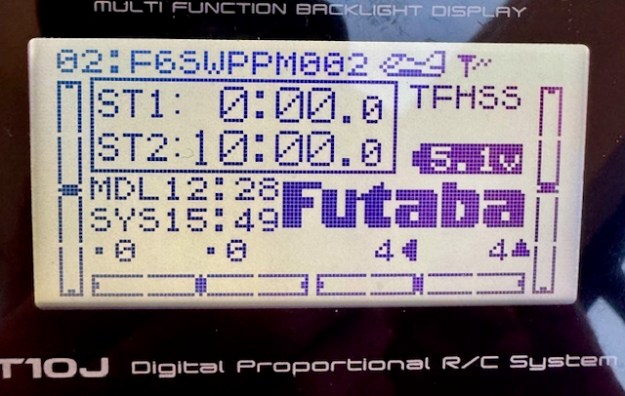 MULTI FUNCTION BACKLIGHT DISPLAY
02:F6SWPPM002
ST1: 0:00.0
TFHSS
ST2:10:00.0
5.1v
MDL12:28
Futaba
SYS15:49
0 0 4 4
T10J Digital Proportional R/C System